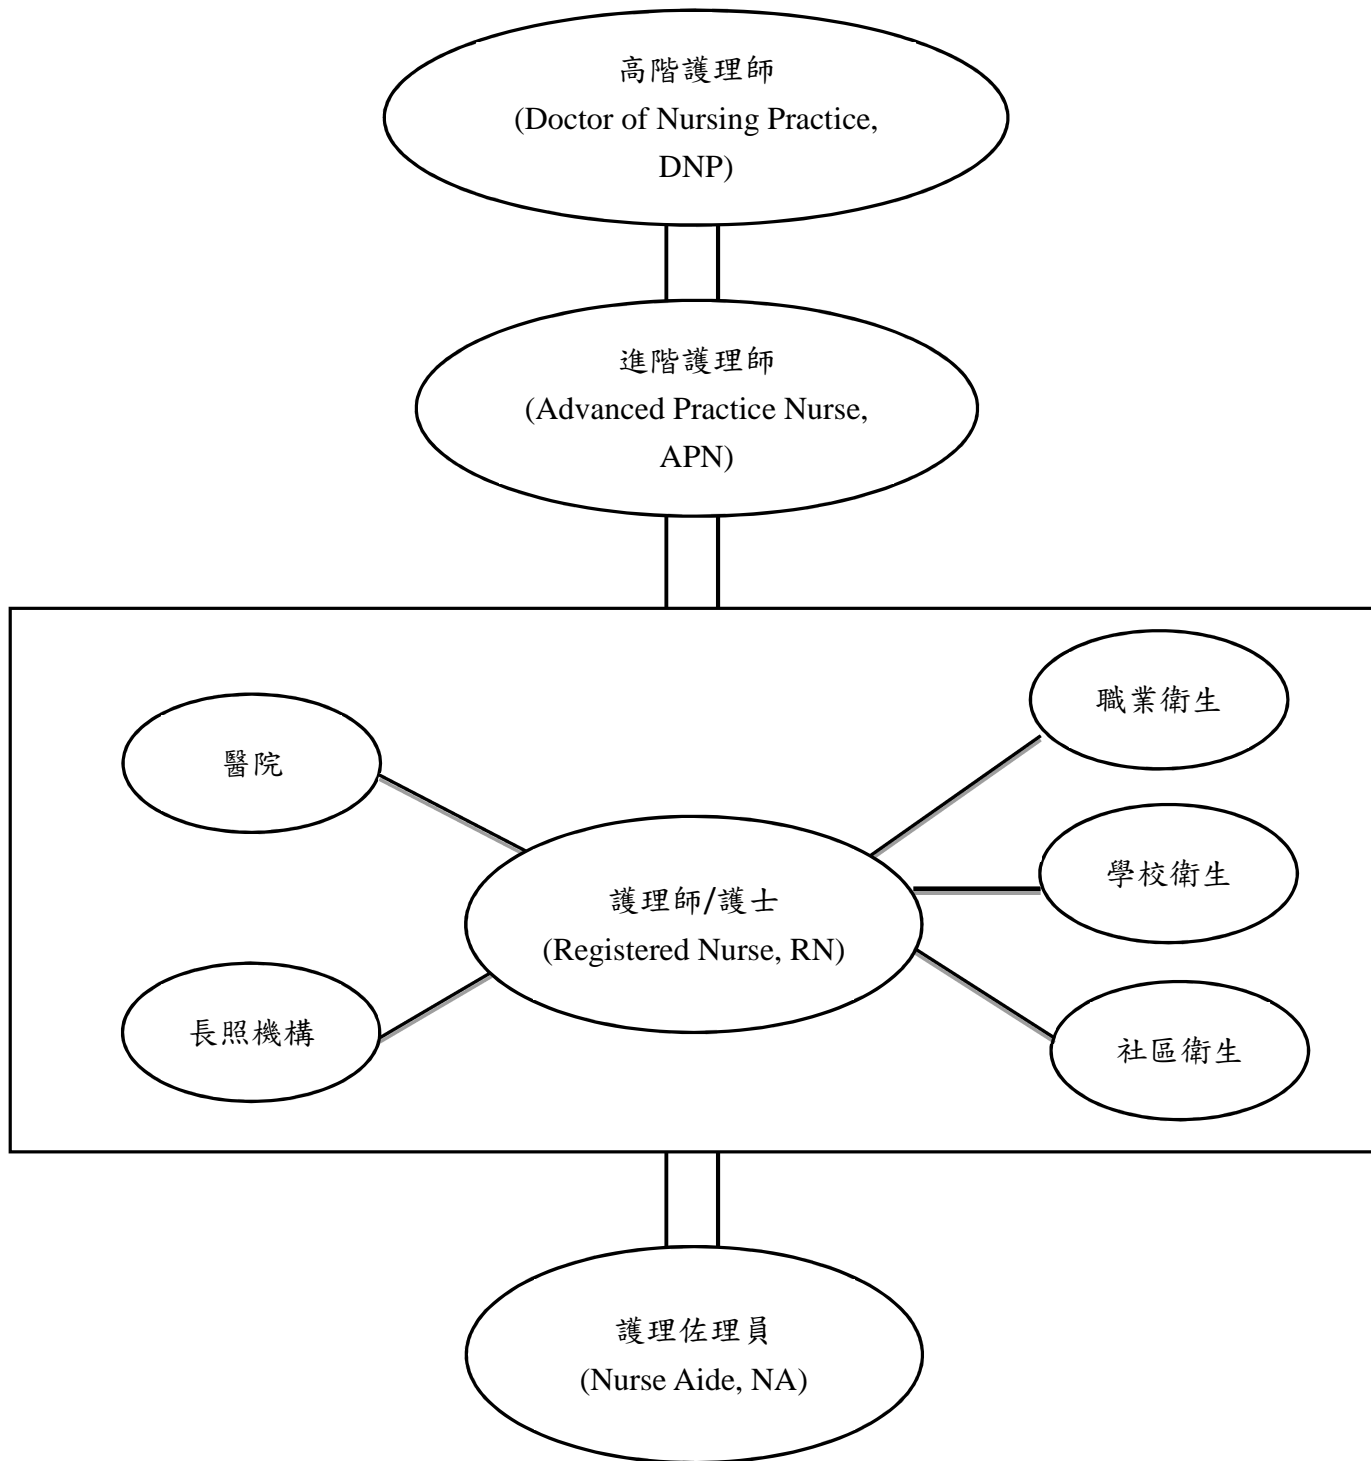 高階護理師
(Doctor of Nursing Practice,
DNP)
進階護理師
(Advanced Practice Nurse,
APN)
職業衛生
醫院
學校衛生
護理師/護士
(Registered Nurse, RN)
長照機構
社區衛生
護理佐理員
(Nurse Aide, NA)